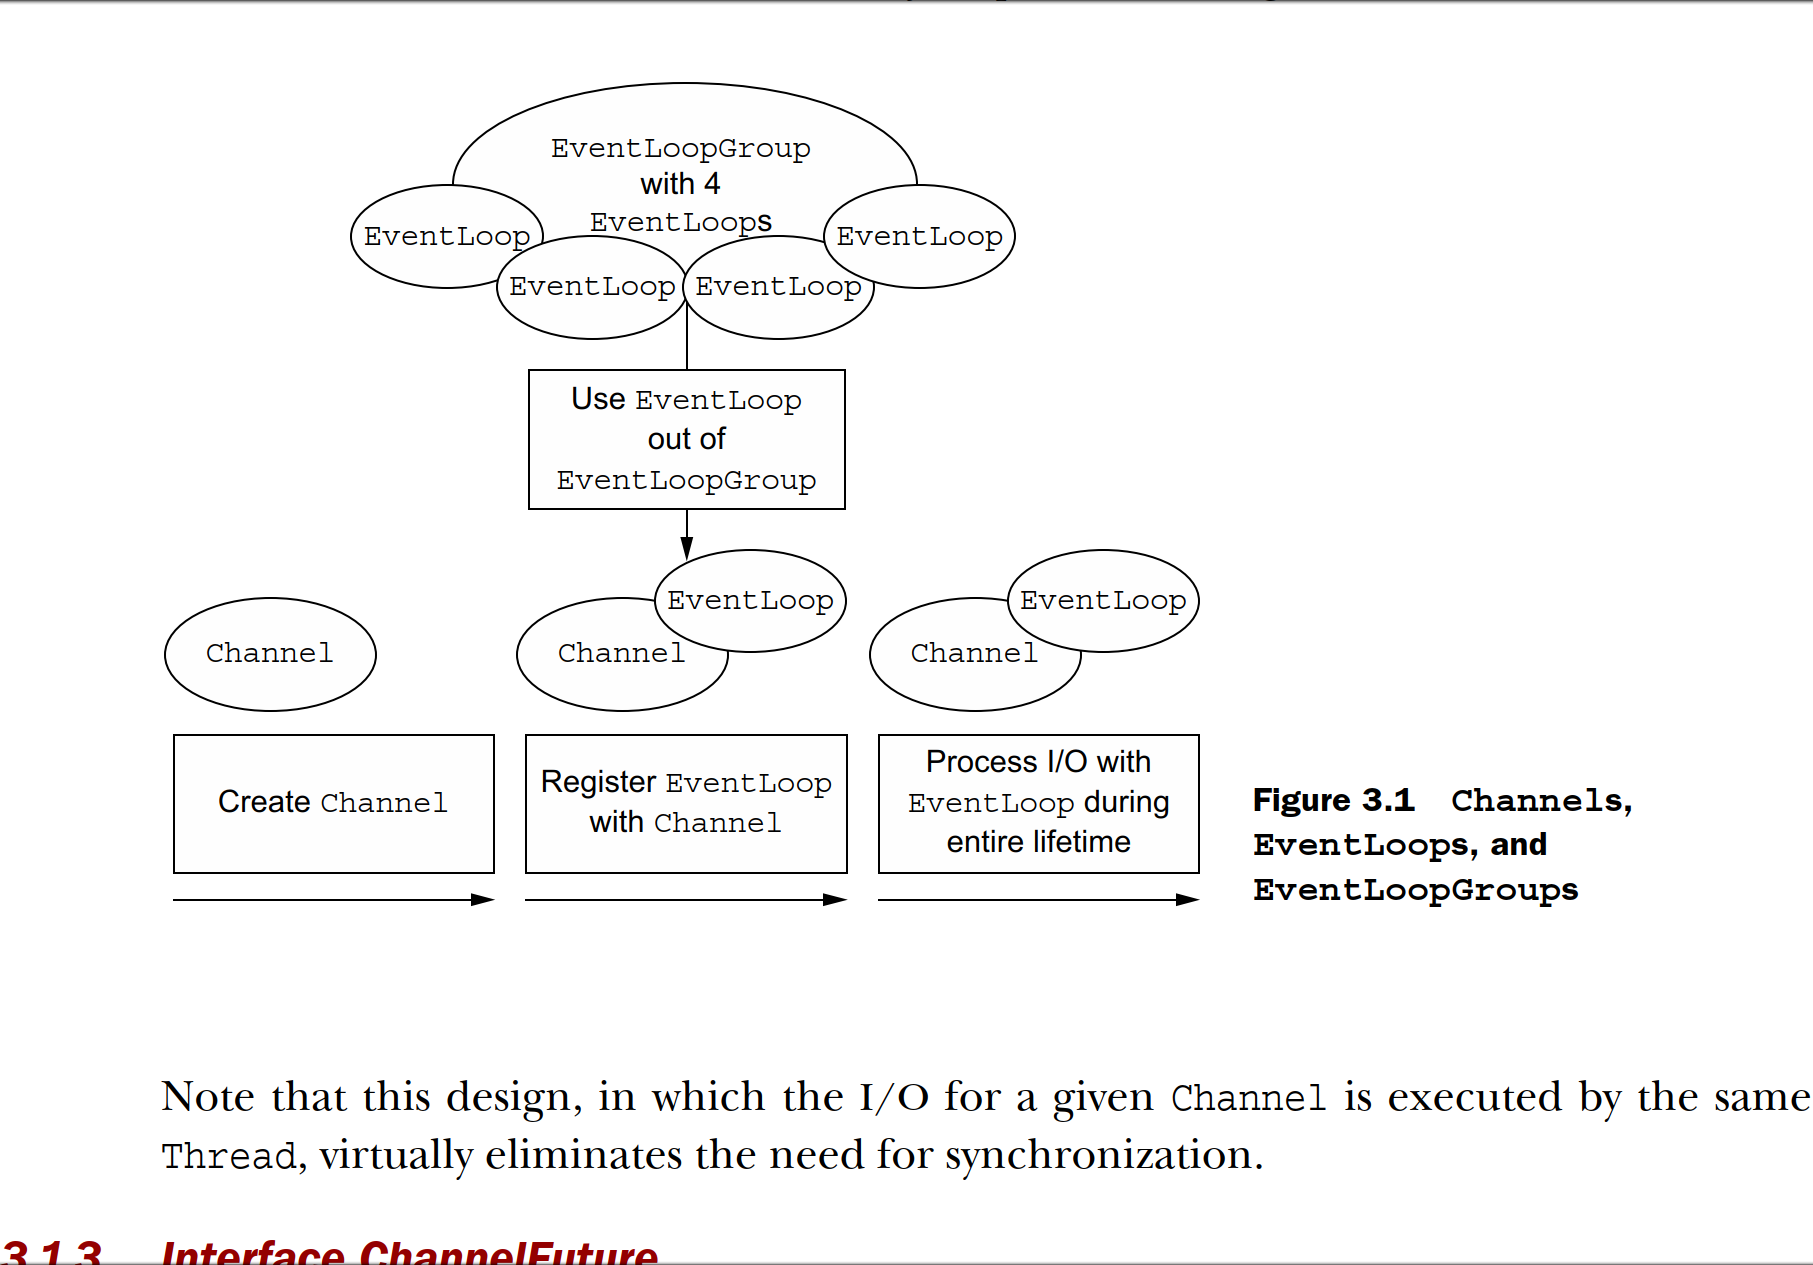 EventLoopGroup
with 4
EventLoops
EventLoop
EventLoop
EventLoop
EventLoop
Use EventLoop
out of
EventLoopGroup
Channel
Channel
EventLoop
Channel
EventLoop
Create Channel
Register EventLoop
with Channel
Process I/O with
EventLoop during
entire lifetime
Figure 3.1 Channels,
EventLoops, and
EventLoopGroups
Note that this design, in which the I/O for a given Channel is executed by the same
Thread, virtually eliminates the need for synchronization.
3.1.3 Interface ChannelFuture